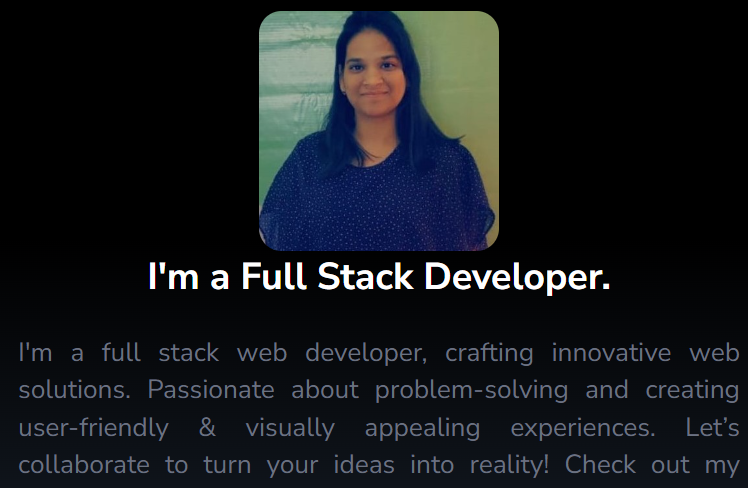 I'm a Full Stack Developer.
I'm a full stack web developer, crafting innovative web
solutions. Passionate about problem-solving and creating
user-friendly & visually appealing experiences. Let’s
collaborate to turn your ideas into reality! Check out my